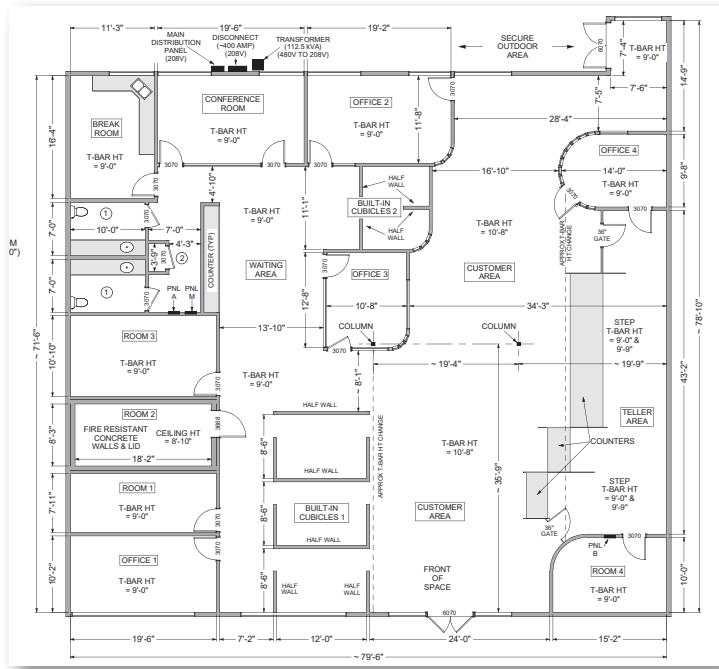 11'-3"
19'-6"
19'-2"
MAIN
DISTRIBUTION
PANEL
(208V)
DISCONNECT
(~400 AMP)
(208V)
TRANSFORMER
(112.5 kVA)
(480V TO 208V)
SECURE
OUTDOOR
AREA
6070
7'-4"
T-BAR HT
= 9'-0"
14'-9"
7'-6"
7'-5"
28'-4"
16'-4"
BREAK
ROOM
T-BAR HT
= 9'-0"
3070
CONFERENCE
ROOM
T-BAR HT
= 9'-0"
3070
3070
OFFICE 2
T-BAR HT
= 9'-0"
3070
11'-8"
3070
16'-10"
OFFICE 4
14'-0"
T-BAR HT
= 9'-0"
3070
3070
9'-8"
3070
4'-10"
T-BAR HT
= 9'-0"
11'-1"
HALF
WALL
BUILT-IN
CUBICLES 2
HALF
WALL
T-BAR HT
= 10'-8"
APPROX T-BAR
HT CHANGE
36"
GATE
M
0")
1
10'-0"
7'-0"
3070
7'-0"
4'-3"
3'-9"
3070
2
COUNTER (TYP)
WAITING
AREA
3070
OFFICE 3
10'-8"
12'-8"
3070
CUSTOMER
AREA
34'-3"
7'-0"
1
3070
PNL
A
PNL
M
~ 71'-6"
~ 78'-10"
43'-2"
13'-10"
COLUMN
COLUMN
STEP
T-BAR HT
= 9'-0" &
9'-9"
ROOM 3
T-BAR HT
= 9'-0"
3070
10'-10"
T-BAR HT
= 9'-0"
~ 8'-1"
~ 19'-4"
~ 19'-9"
TELLER
AREA
ROOM 2
FIRE RESISTANT
CONCRETE
WALLS & LID
CEILING HT
= 8'-10"
18'-2"
3668
8'-3"
HALF WALL
8'-6"
HALF WALL
APPROX T-BAR HT CHANGE
T-BAR HT
= 10'-8"
~ 35'-9"
COUNTERS
STEP
T-BAR HT
= 9'-0" &
9'-9"
ROOM 1
T-BAR HT
= 9'-0"
3070
7'-11"
8'-6"
BUILT-IN
CUBICLES 1
HALF WALL
CUSTOMER
AREA
36"
GATE
PNL
B
3070
OFFICE 1
T-BAR HT
= 9'-0"
3070
10'-2"
8'-6"
HALF
WALL
HALF
WALL
FRONT
OF
SPACE
6070
ROOM 4
T-BAR HT
= 9'-0"
10'-0"
19'-6"
7'-2"
12'-0"
24'-0"
15'-2"
~ 79'-6"